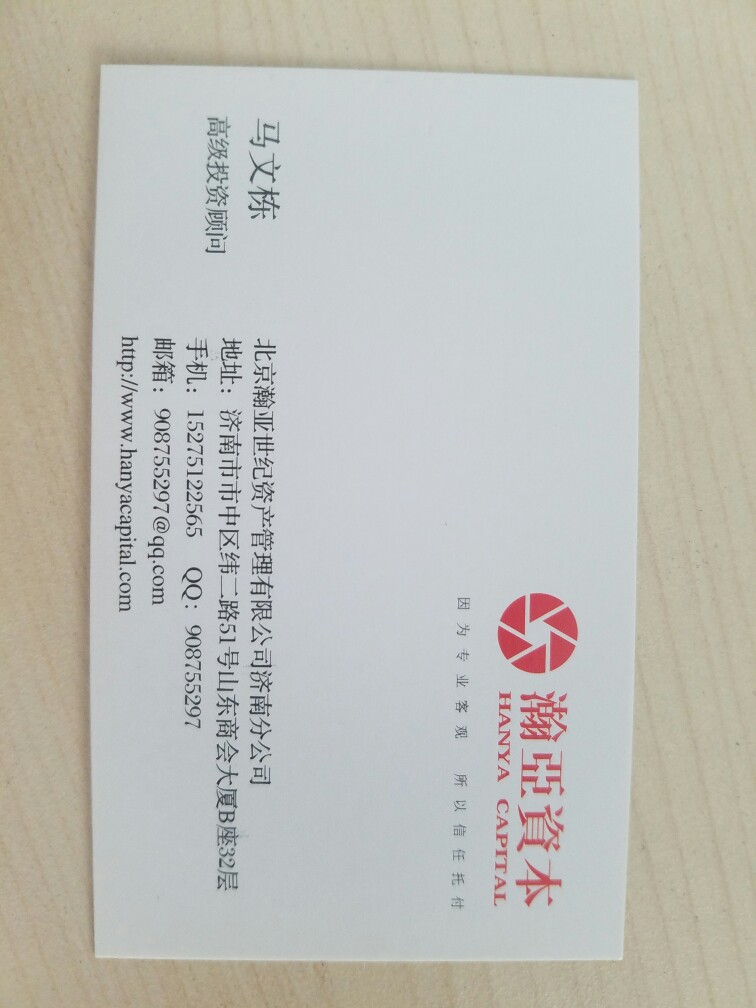 瀚亞資本
HANYA CAPITAL
因为专业客观 所以信任托付
马文栋
高级投资顾问
北京瀚亚世纪资产管理有限公司济南分公司
地址：济南市市中区纬二路51号山东商会大厦B座32层
手机：15275122565 QQ：908755297
邮箱：908755297@qq.com
http://www.hanyacapital.com